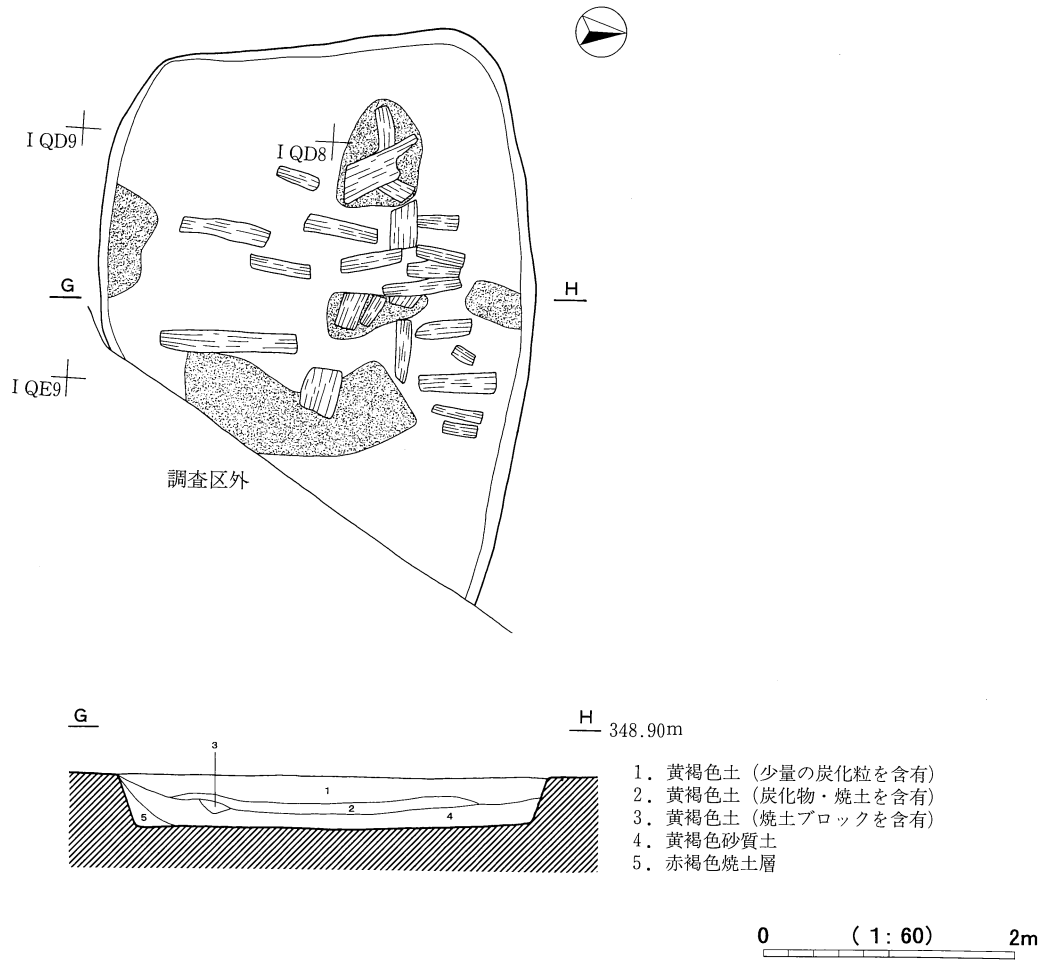 I QD9
I QD8
G
H
I QE9
調査区外
G
H 348.90m
3
1
2
5
4
1. 黄褐色土(少量の炭化粒を含有)
2. 黄褐色土(炭化物・焼土を含有)
3. 黄褐色土(焼土ブロックを含有)
4. 黄褐色砂質土
5. 赤褐色焼土層
0 (1:60) 2m